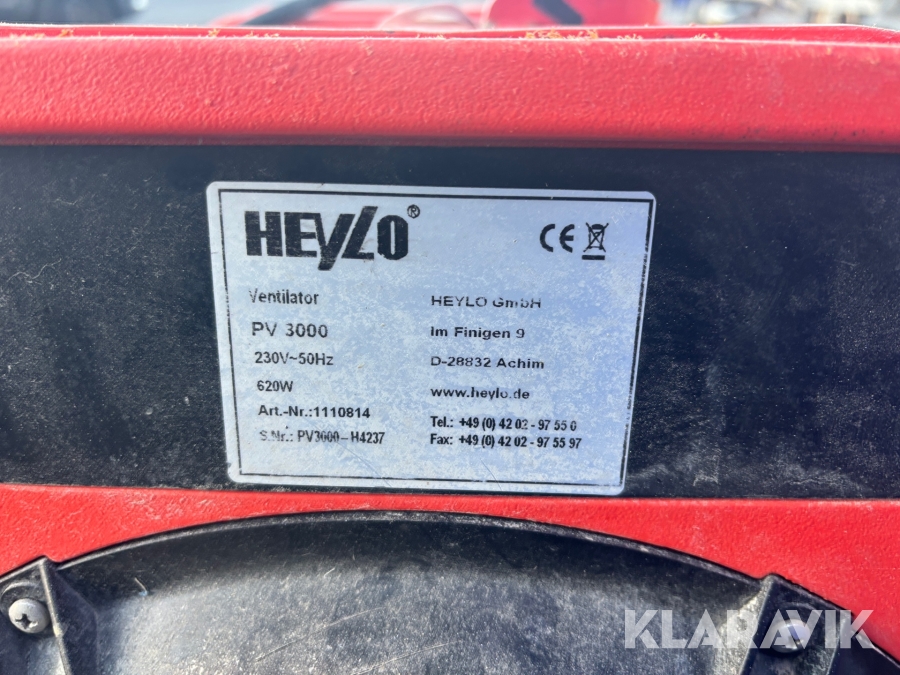 HEYLO®
CE
Ventilator
PV 3000
230V~50Hz
620W
Art.-Nr.:1110814
S.Nr.: PV3000-H4237
HEYLO GmbH
Im Finigen 9
D-28832 Achim
www.heylo.de
Tel.: +49 (0) 42 02 - 97 55 0
Fax: +49 (0) 42 02 - 97 55 97
KLARAVIK